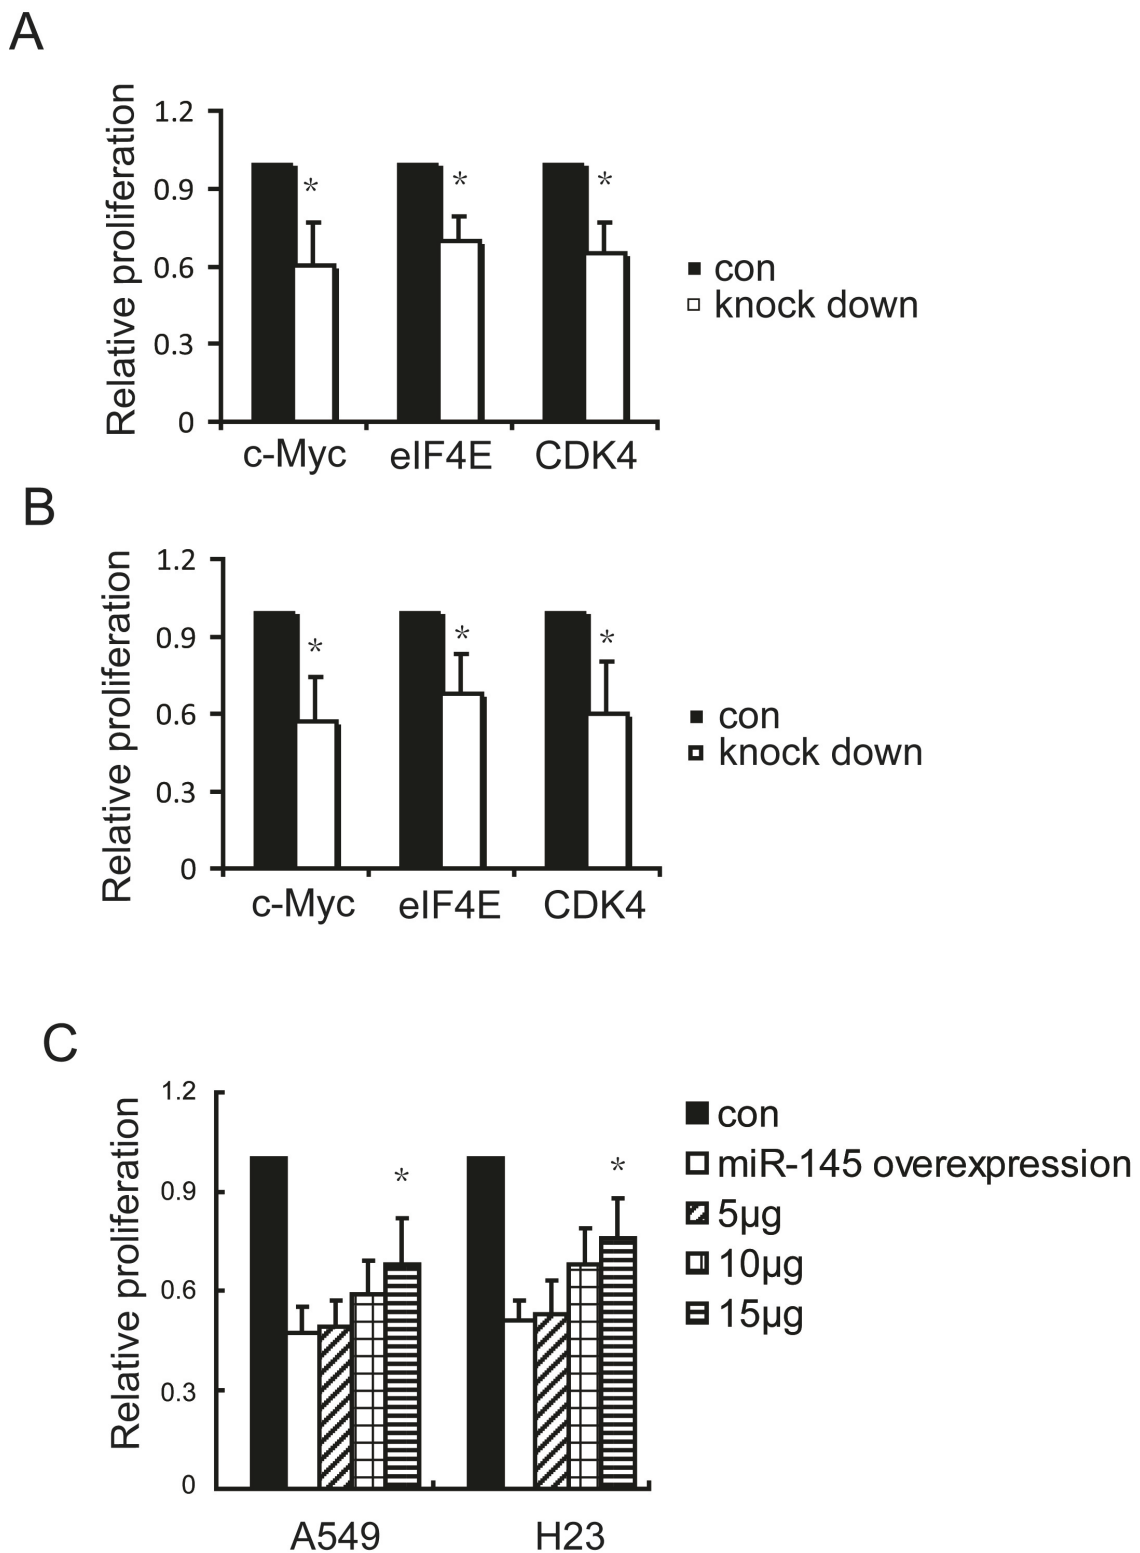 A
Relative proliferation
1.2
0.9
0.6
0.3
0
*
*
*
c-Myc eIF4E CDK4
con
knock down
B
Relative proliferation
1.2
0.9
0.6
0.3
0
*
*
*
c-Myc eIF4E CDK4
con
knock down
C
Relative proliferation
1.2
0.9
0.6
0.3
0
*
*
A549 H23
con
miR-145 overexpression
5µg
10µg
15µg